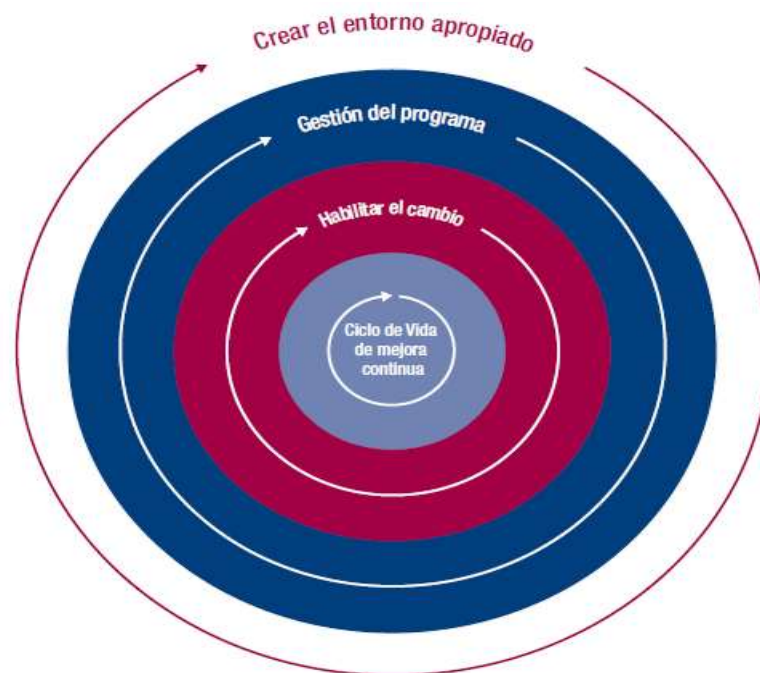 Crear el entorno apropiado
Gestión del programa
Habilitar el cambio
Ciclo de Vida
de mejora
continua